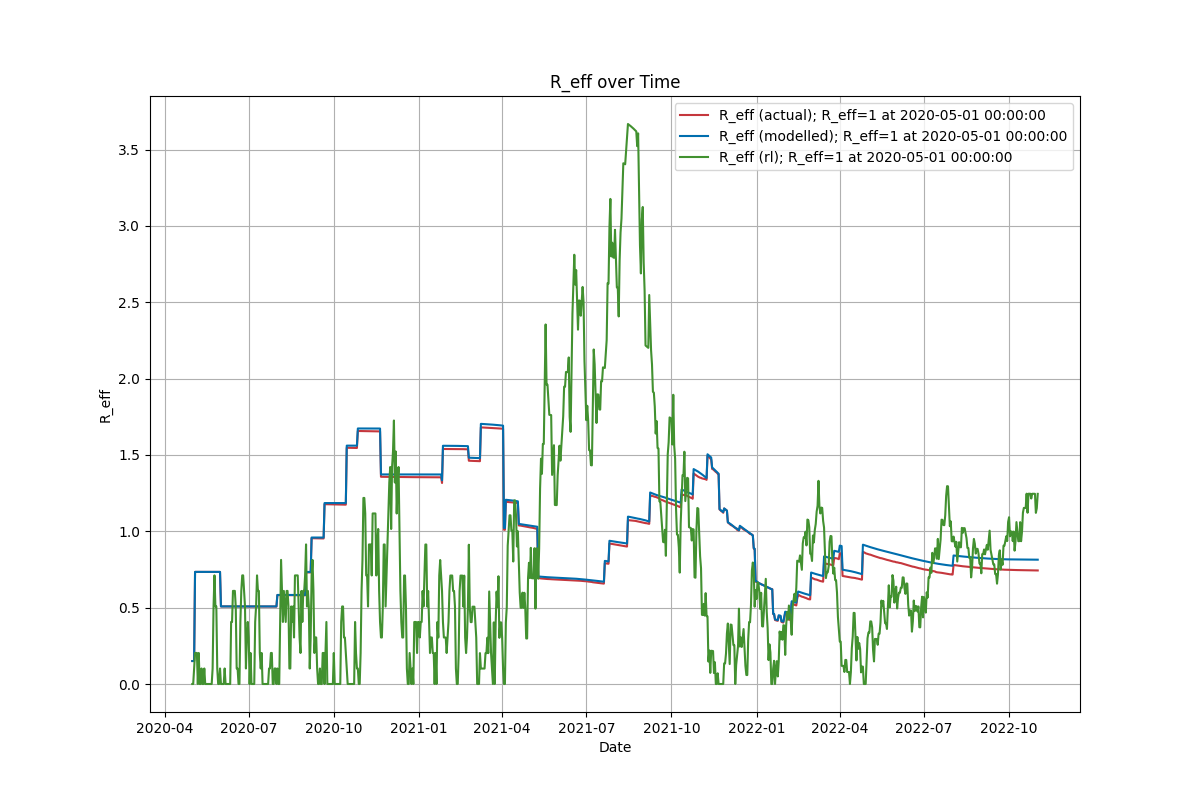 R_eff over Time
R_eff (actual); R_eff=1 at 2020-05-01 00:00:00
R_eff (modelled); R_eff=1 at 2020-05-01 00:00:00
R_eff (rl); R_eff=1 at 2020-05-01 00:00:00
3.5
3.0
2.5
2.0
1.5
1.0
0.5
0.0
R_eff
2020-04 2020-07 2020-10 2021-01 2021-04 2021-07 2021-10 2022-01 2022-04 2022-07 2022-10
Date